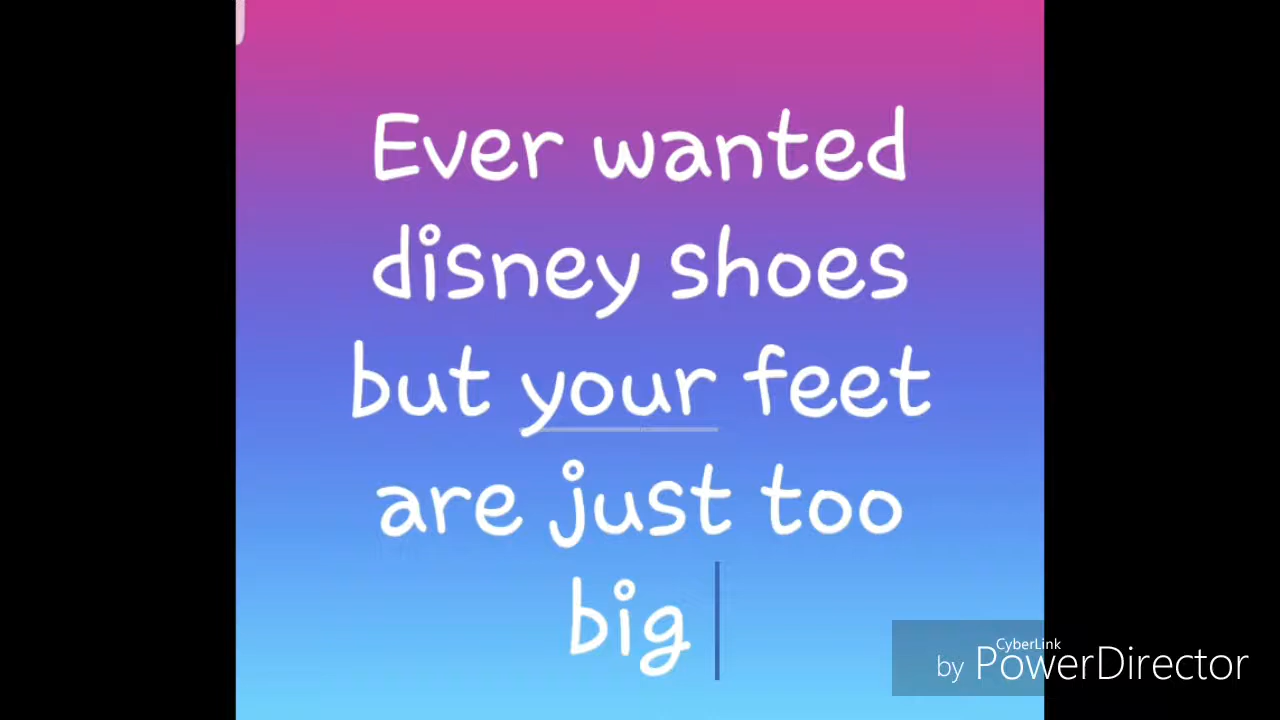 Ever wanted
disney shoes
but your feet
are just too
big
CyberLink
by PowerDirector